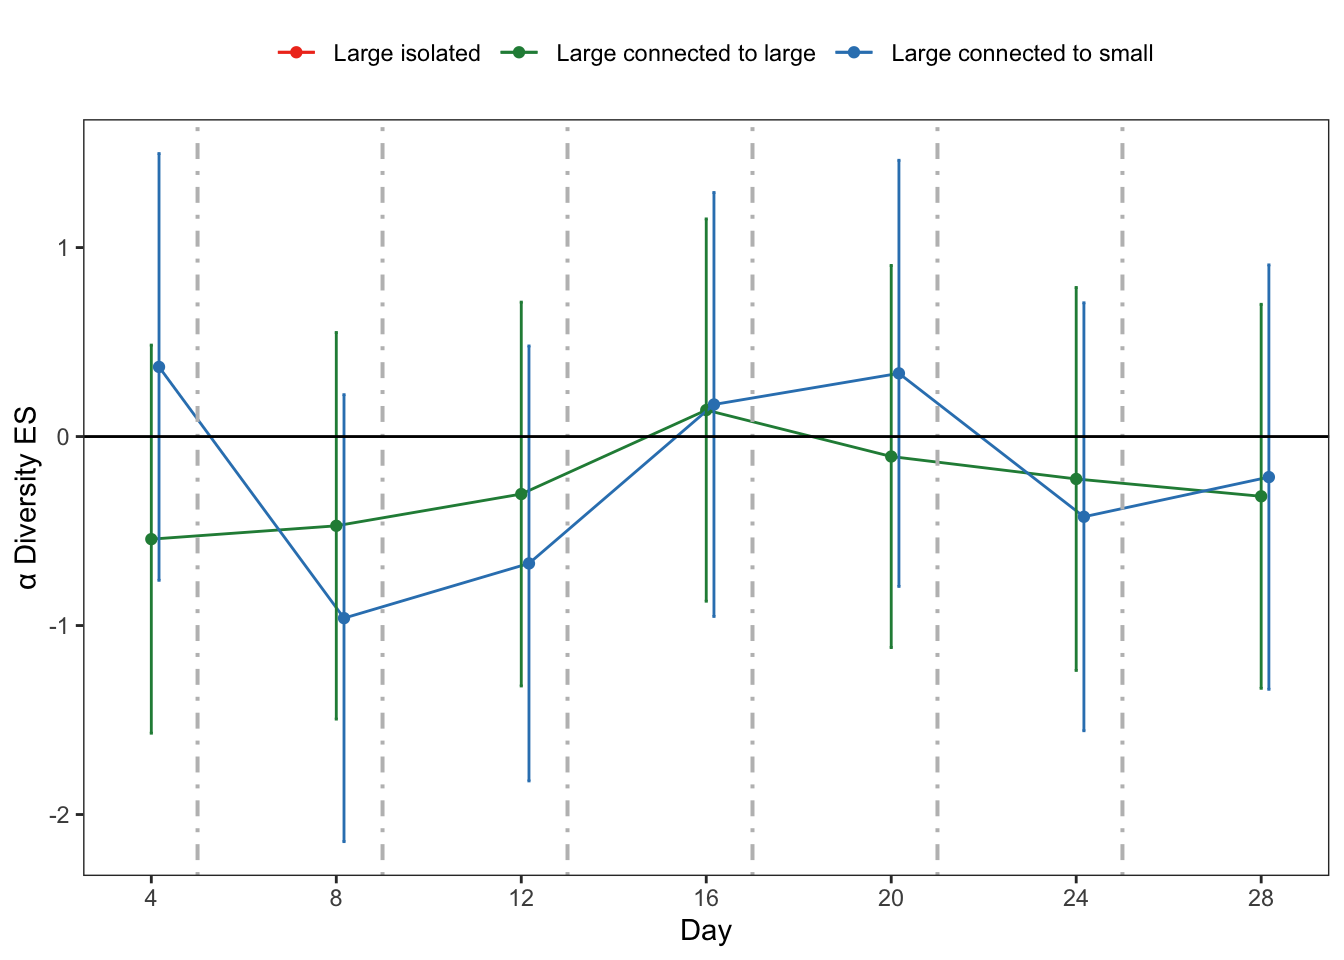 Large isolated Large connected to large Large connected to small
1
0
-1
-2
α Diversity ES
4 8 12 16 20 24 28
Day